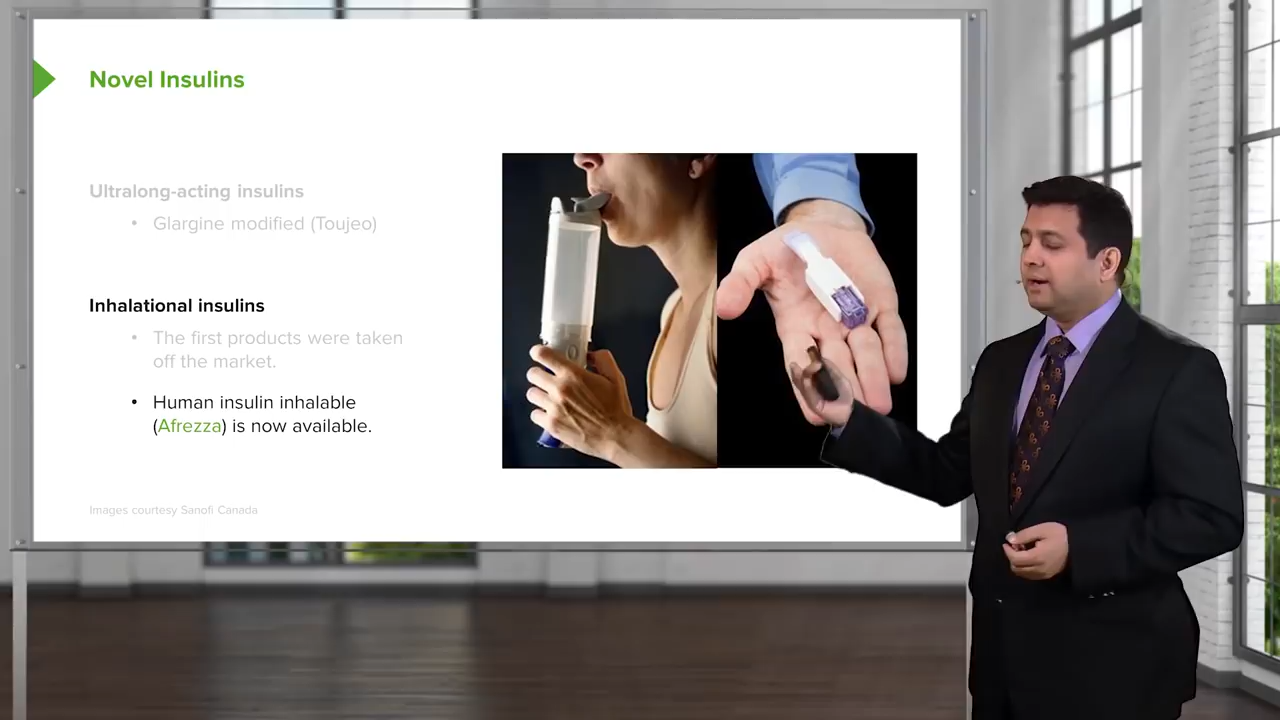 Novel Insulins
Ultralong-acting insulins
• Glargine modified (Toujeo)
Inhalational insulins
• The first products were taken
off the market.
• Human insulin inhalable
(Afrezza) is now available.
Images courtesy Sanofi Canada